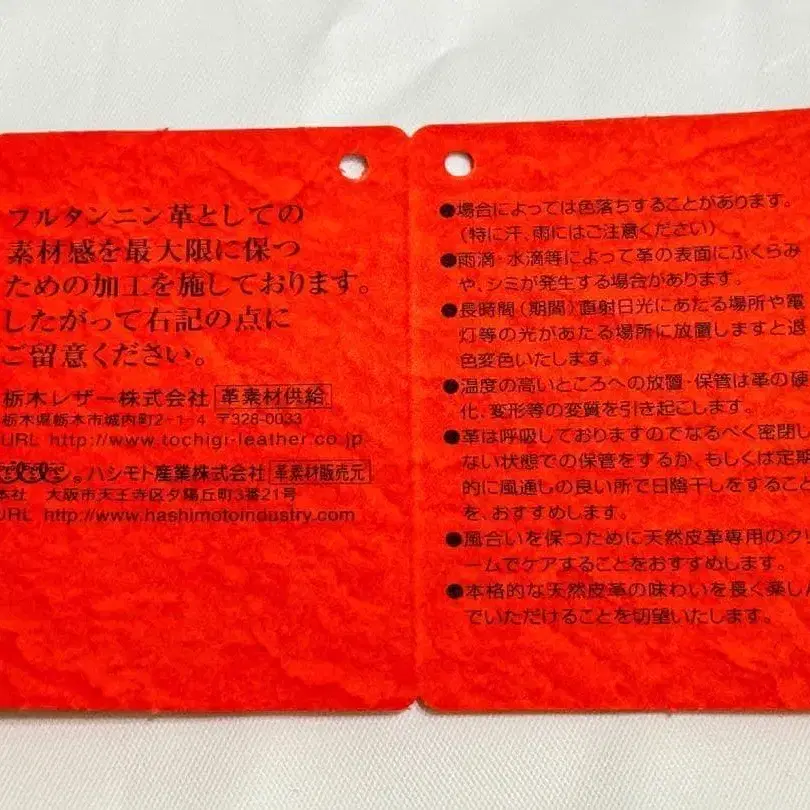 フルタンニン革としての
素材感を最大限に保つ
ための加工を施しております。
したがって右記の点に
ご留意ください。
栃木レザー株式会社 革素材供給
栃木県栃木市城内町2-1-4 〒328-0033
URL http://www.tochigi-leather.co.jp
ハシモト産業株式会社 革素材販売元
本社 大阪市天王寺区夕陽丘町3番21号
URL http://www.hashimotoindustry.com
●場合によっては色落ちすることがあります。
(特に汗、雨にはご注意ください)
●雨滴・水滴等によって革の表面にふくらみ
や、シミが発生する場合があります。
●長時間(期間)直射日光にあたる場所や電
灯等の光があたる場所に放置しますと退
色変色いたします。
●温度の高いところへの放置・保管は革の硬
化、変形等の変質を引き起こします。
●革は呼吸しておりますのでなるべく密閉し
ない状態での保管をするか、もしくは定期
的に風通しの良い所で日陰干しをすること
を、おすすめします。
●風合いを保つために天然皮革専用のクリ
ームでケアすることをおすすめします。
●本格的な天然皮革の味わいを長く楽しん
でいただけることを切望いたします。